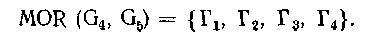 MOR (G₄, G₅) = {Γ₁, Γ₂, Γ₃, Γ₄}.